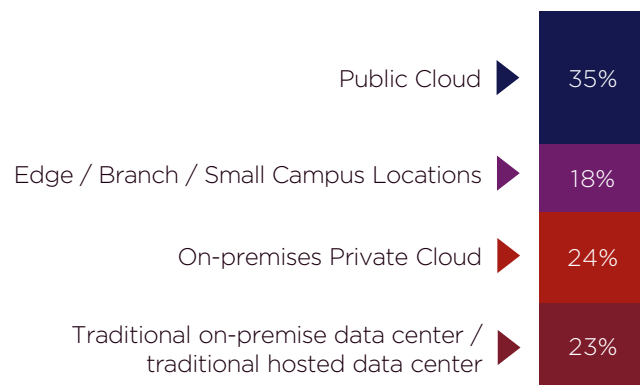 Public Cloud
35%
Edge / Branch / Small Campus Locations
18%
On-premises Private Cloud
24%
Traditional on-premise data center /
traditional hosted data center
23%